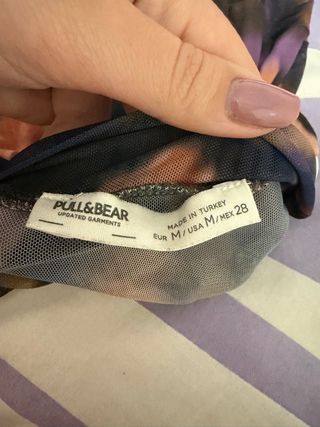 PULL&BEAR
UPDATED GARMENTS
MADE IN TURKEY
EUR M / USA M / MEX 28